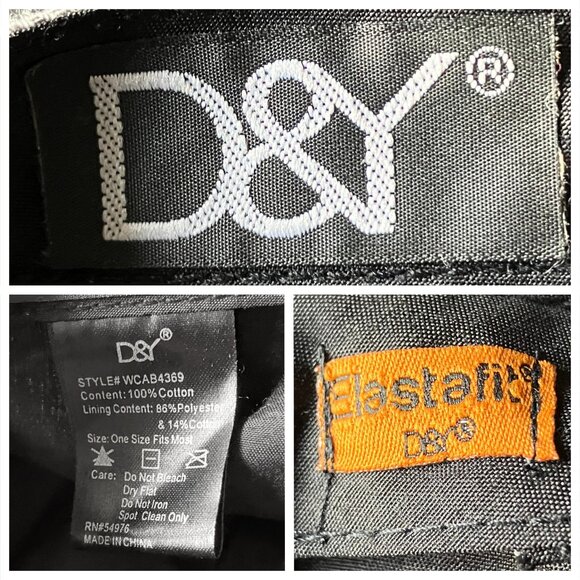 D&Y®
D&Y®
STYLE# WCAB4369
Content: 100% Cotton
Lining Content: 86% Polyester
& 14% Cotton
Size: One Size Fits Most
Care: Do Not Bleach
Dry Flat
Do Not Iron
Spot Clean Only
RN#54976
MADE IN CHINA
Elastafit®
D&Y®